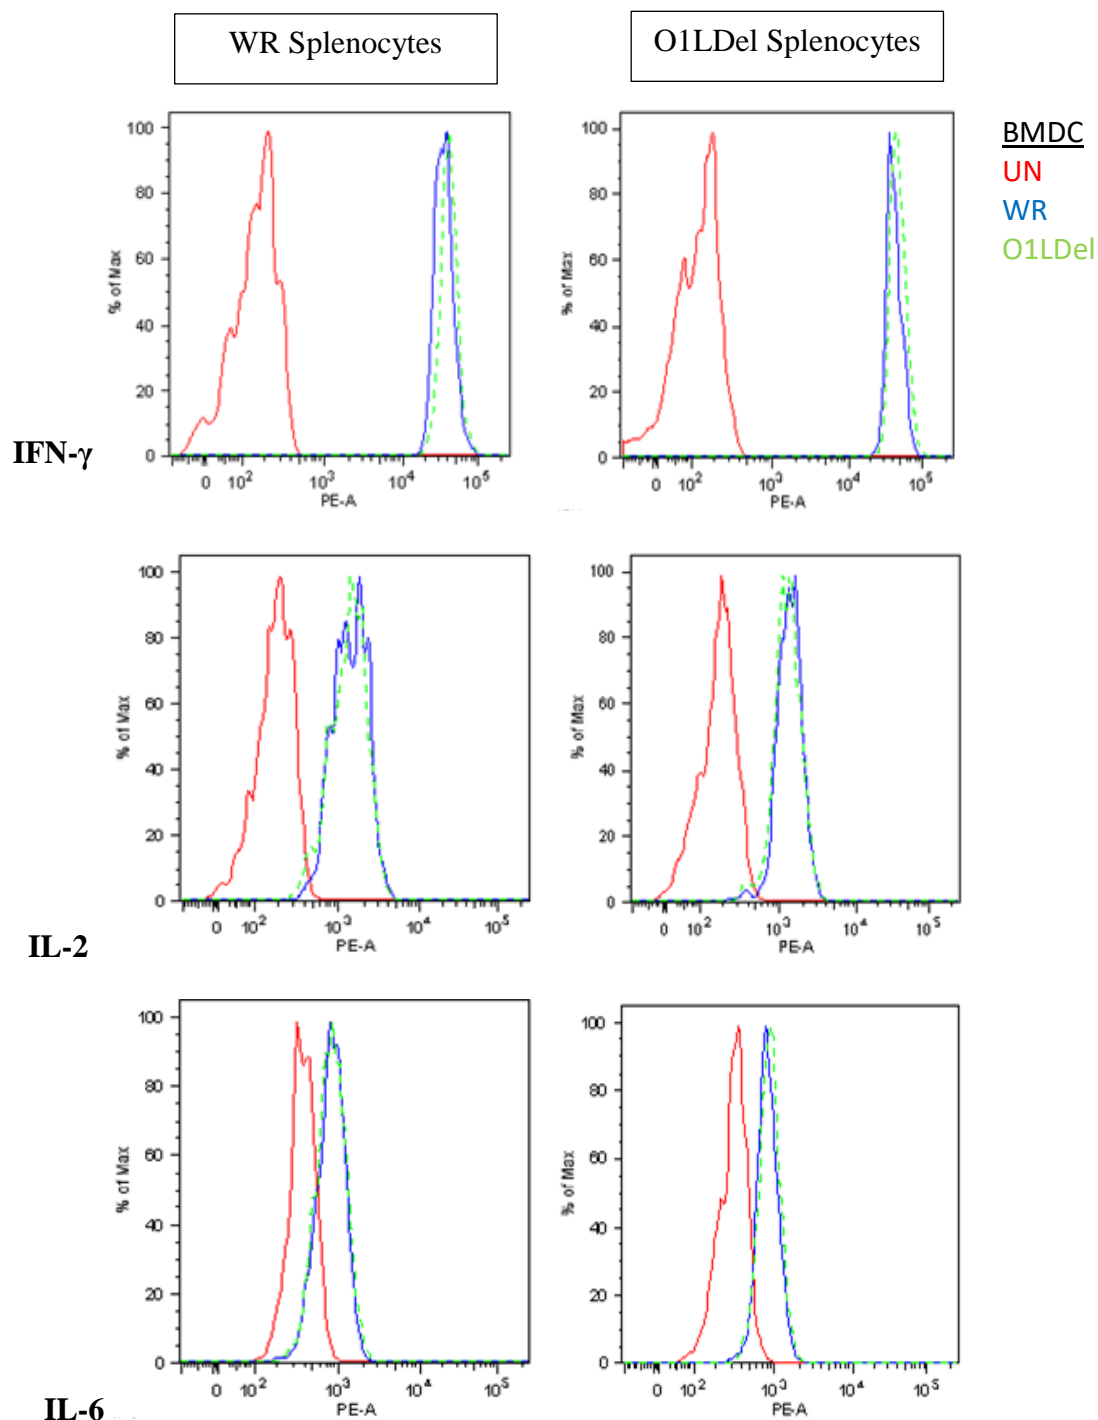 WR Splenocytes
O1LDel Splenocytes
BMDC
UN
WR
O1LDel
100
80
60
40
20
0
% of Max
0 10² 10³ 10⁴ 10⁵
PE-A
100
80
60
40
20
0
% of Max
0 10² 10³ 10⁴ 10⁵
PE-A
IFN-γ
100
80
60
40
20
0
% of Max
0 10² 10³ 10⁴ 10⁵
PE-A
100
80
60
40
20
0
% of Max
0 10² 10³ 10⁴ 10⁵
PE-A
IL-2
100
80
60
40
20
0
% of Max
0 10² 10³ 10⁴ 10⁵
PE-A
100
80
60
40
20
0
% of Max
0 10² 10³ 10⁴ 10⁵
PE-A
IL-6